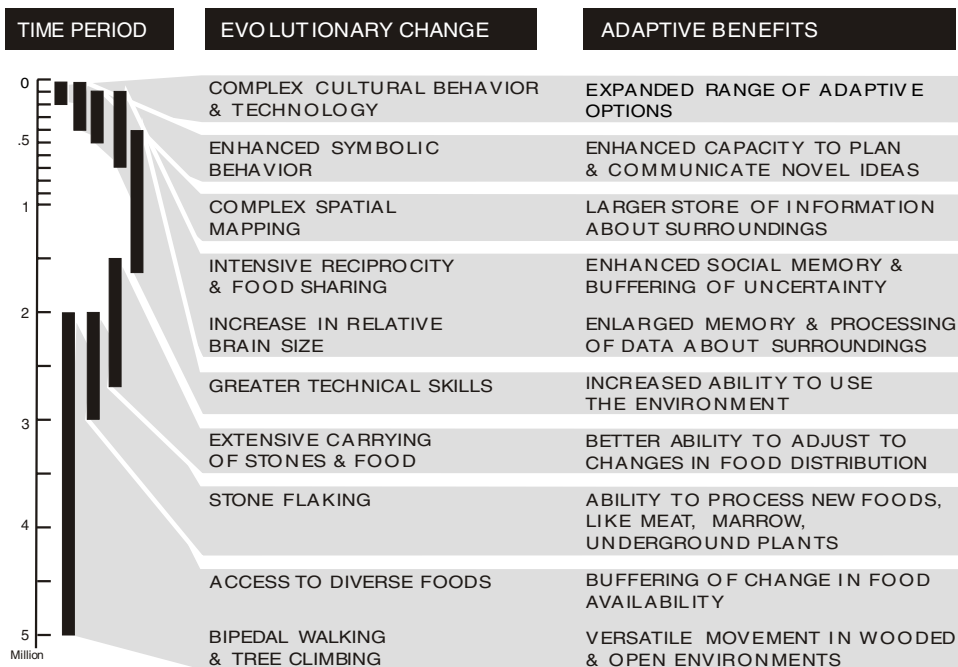 TIME PERIOD
EVOLUTIONARY CHANGE
ADAPTIVE BENEFITS
0
.5
1
2
3
4
5
Million
COMPLEX CULTURAL BEHAVIOR
& TECHNOLOGY
EXPANDED RANGE OF ADAPTIVE
OPTIONS
ENHANCED SYMBOLIC
BEHAVIOR
ENHANCED CAPACITY TO PLAN
& COMMUNICATE NOVEL IDEAS
COMPLEX SPATIAL
MAPPING
LARGER STORE OF INFORMATION
ABOUT SURROUNDINGS
INTENSIVE RECIPROCITY
& FOOD SHARING
ENHANCED SOCIAL MEMORY &
BUFFERING OF UNCERTAINTY
INCREASE IN RELATIVE
BRAIN SIZE
ENLARGED MEMORY & PROCESSING
OF DATA ABOUT SURROUNDINGS
GREATER TECHNICAL SKILLS
INCREASED ABILITY TO USE
THE ENVIRONMENT
EXTENSIVE CARRYING
OF STONES & FOOD
BETTER ABILITY TO ADJUST TO
CHANGES IN FOOD DISTRIBUTION
STONE FLAKING
ABILITY TO PROCESS NEW FOODS,
LIKE MEAT, MARROW,
UNDERGROUND PLANTS
ACCESS TO DIVERSE FOODS
BUFFERING OF CHANGE IN FOOD
AVAILABILITY
BIPEDAL WALKING
& TREE CLIMBING
VERSATILE MOVEMENT IN WOODED
& OPEN ENVIRONMENTS